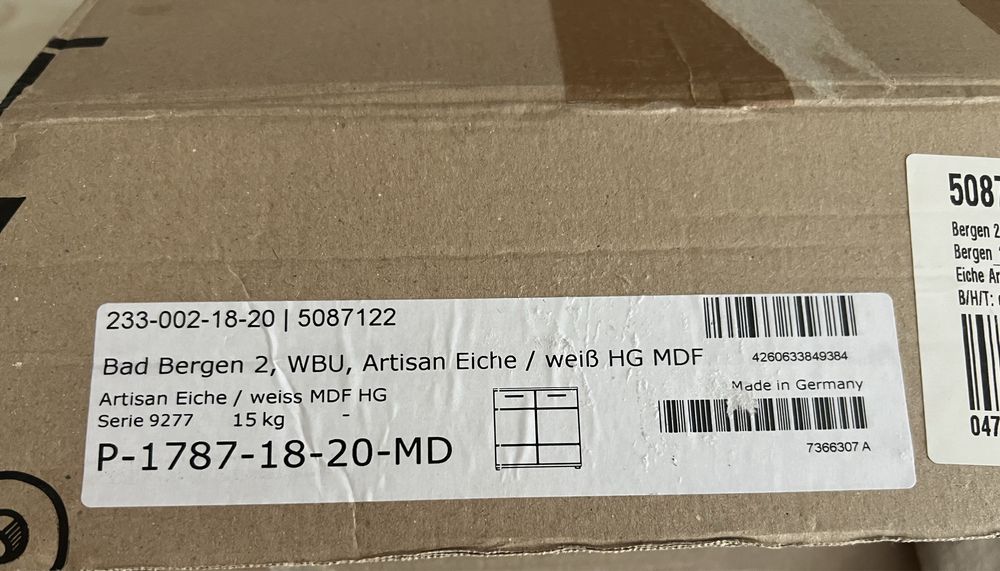 233-002-18-20 | 5087122
Bad Bergen 2, WBU, Artisan Eiche / weiß HG MDF
4260633849384
Artisan Eiche / weiss MDF HG
Made in Germany
Serie 9277 15 kg -
P-1787-18-20-MD
7366307 A
5087
Bergen 2
Bergen
Eiche Ar
B/H/T:
047